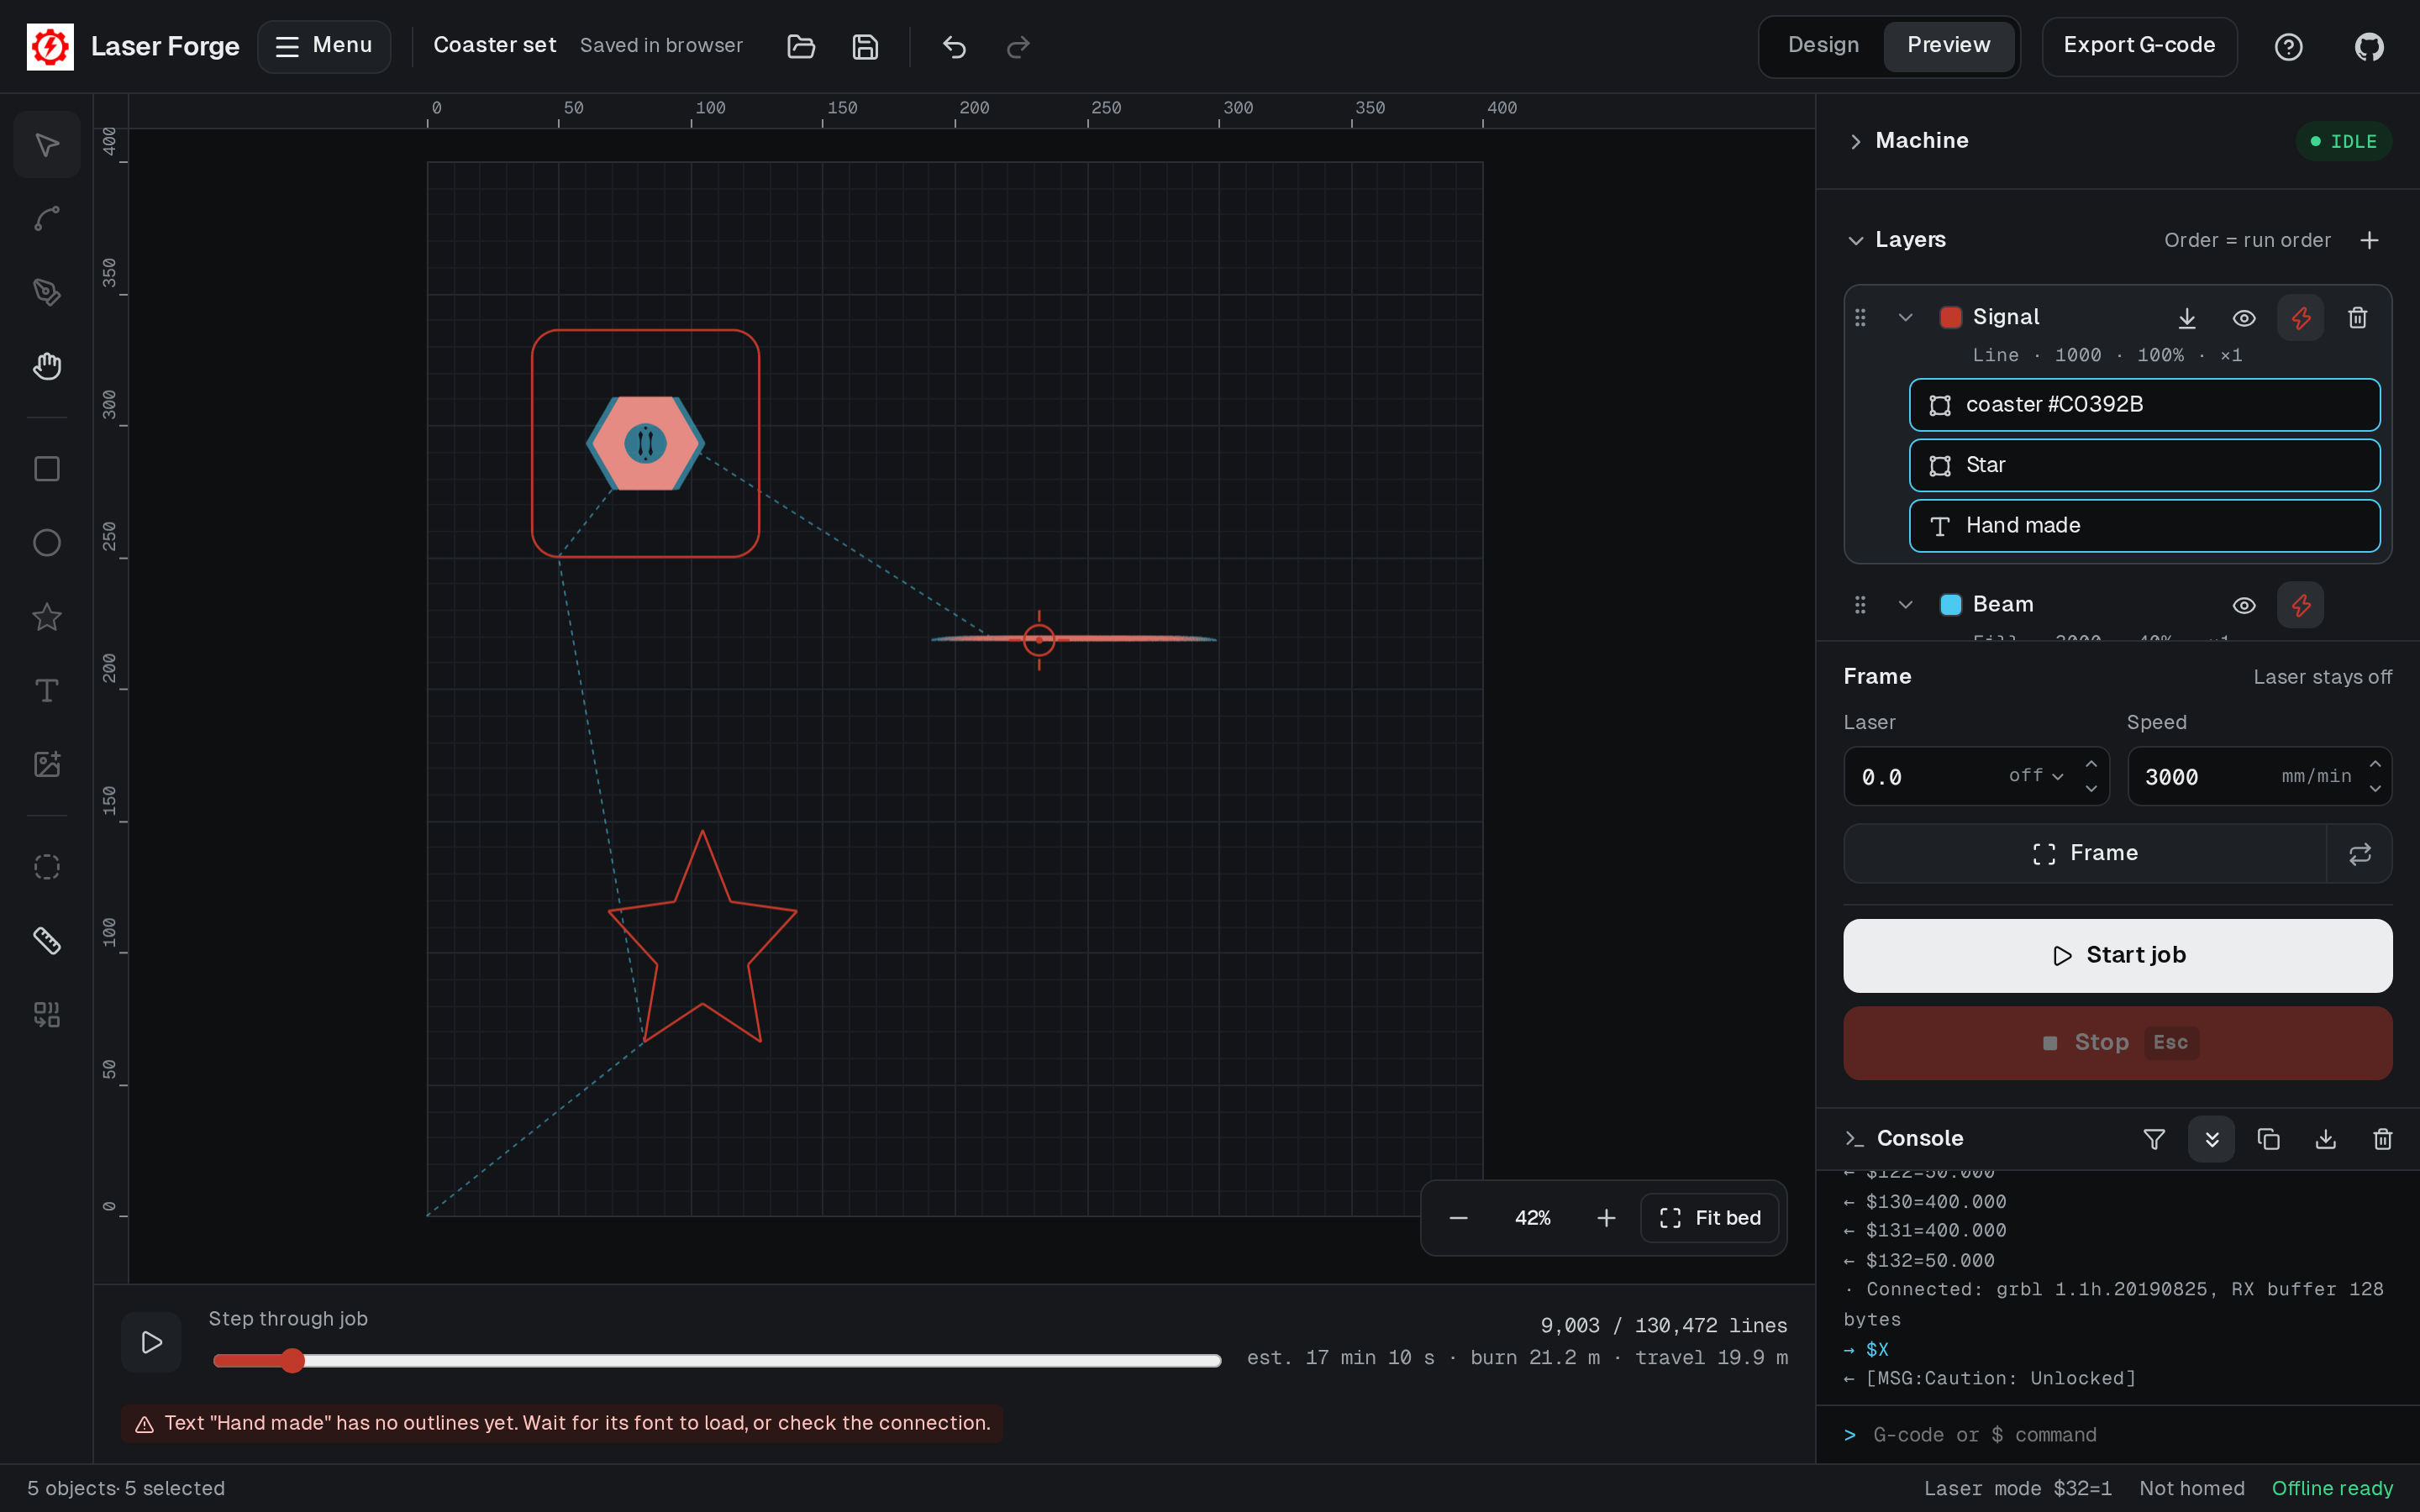 Laser Forge
Menu
Coaster set
Saved in browser
Design
Preview
Export G-code
0 50 100 150 200 250 300 350 400
400
350
300
250
200
150
100
50
0
Machine
IDLE
Layers
Order = run order
Signal
Line · 1000 · 100% · ×1
coaster #C0392B
Star
Hand made
Beam
Frame
Laser stays off
Laser
Speed
0.0 off
3000 mm/min
Frame
Start job
Stop Esc
Console
← $122=50.000
← $130=400.000
← $131=400.000
← $132=50.000
· Connected: grbl 1.1h.20190825, RX buffer 128
bytes
→ $X
← [MSG:Caution: Unlocked]
> G-code or $ command
42%
Fit bed
Step through job
9,003 / 130,472 lines
est. 17 min 10 s · burn 21.2 m · travel 19.9 m
Text "Hand made" has no outlines yet. Wait for its font to load, or check the connection.
5 objects· 5 selected
Laser mode $32=1
Not homed
Offline ready